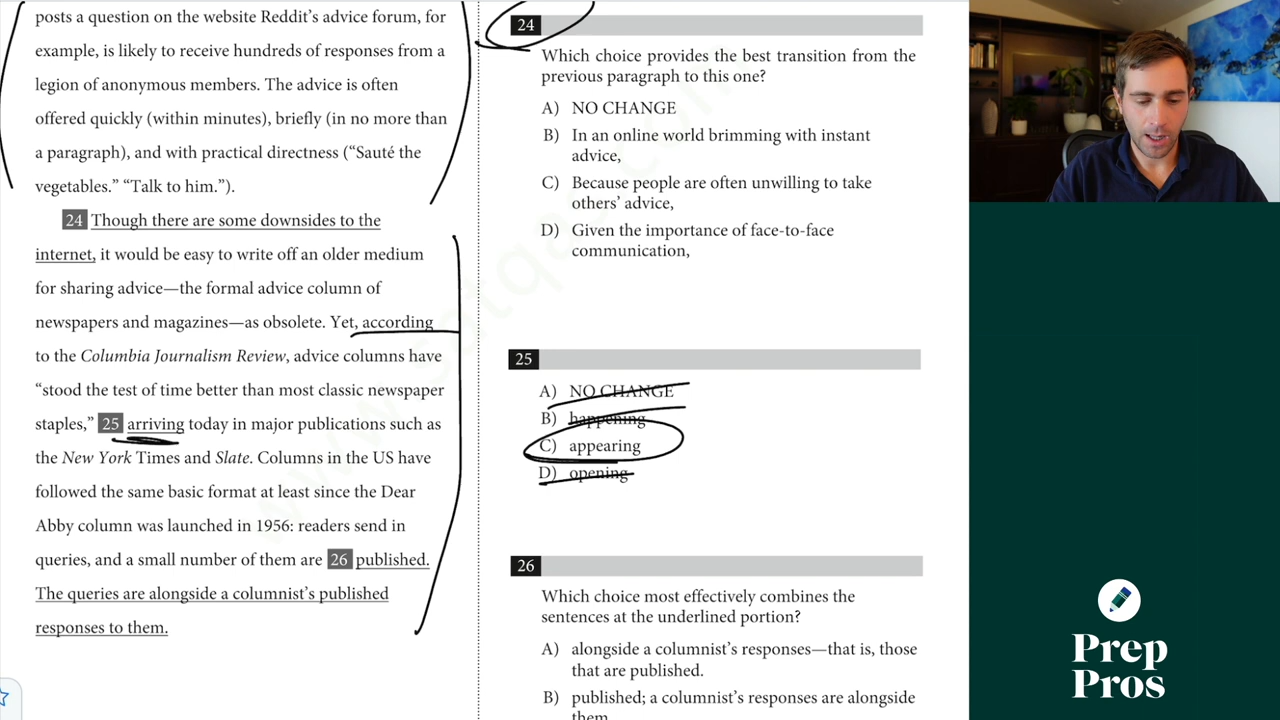 posts a question on the website Reddit's advice forum, for
example, is likely to receive hundreds of responses from a
legion of anonymous members. The advice is often
offered quickly (within minutes), briefly (in no more than
a paragraph), and with practical directness (“Sauté the
vegetables.” “Talk to him.”).
24 Though there are some downsides to the
internet, it would be easy to write off an older medium
for sharing advice—the formal advice column of
newspapers and magazines—as obsolete. Yet, according
to the Columbia Journalism Review, advice columns have
“stood the test of time better than most classic newspaper
staples,” 25 arriving today in major publications such as
the New York Times and Slate. Columns in the US have
followed the same basic format at least since the Dear
Abby column was launched in 1956: readers send in
queries, and a small number of them are 26 published.
The queries are alongside a columnist's published
responses to them.
24
Which choice provides the best transition from the
previous paragraph to this one?
A) NO CHANGE
B) In an online world brimming with instant
advice,
C) Because people are often unwilling to take
others' advice,
D) Given the importance of face-to-face
communication,
25
A) NO CHANGE
B) happening
C) appearing
D) opening
26
Which choice most effectively combines the
sentences at the underlined portion?
A) alongside a columnist's responses—that is, those
that are published.
B) published; a columnist's responses are alongside
them.
Prep
Pros